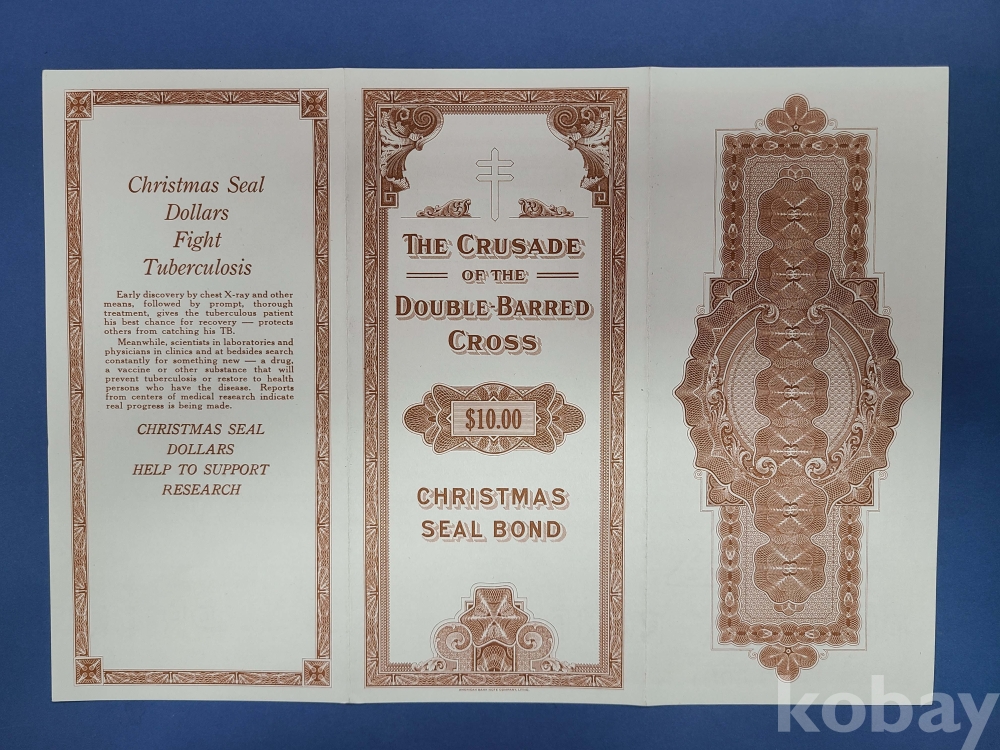 Christmas Seal
Dollars
Fight
Tuberculosis
Early discovery by chest X-ray and other
means, followed by prompt, thorough
treatment, gives the tuberculous patient
his best chance for recovery — protects
others from catching his TB.
Meanwhile, scientists in laboratories and
physicians in clinics and at bedsides search
constantly for something new — a drug,
a vaccine or other substance that will
prevent tuberculosis or restore to health
persons who have the disease. Reports
from centers of medical research indicate
real progress is being made.
CHRISTMAS SEAL
DOLLARS
HELP TO SUPPORT
RESEARCH
THE CRUSADE
OF THE
DOUBLE-BARRED
CROSS
$10.00
CHRISTMAS
SEAL BOND
kobay